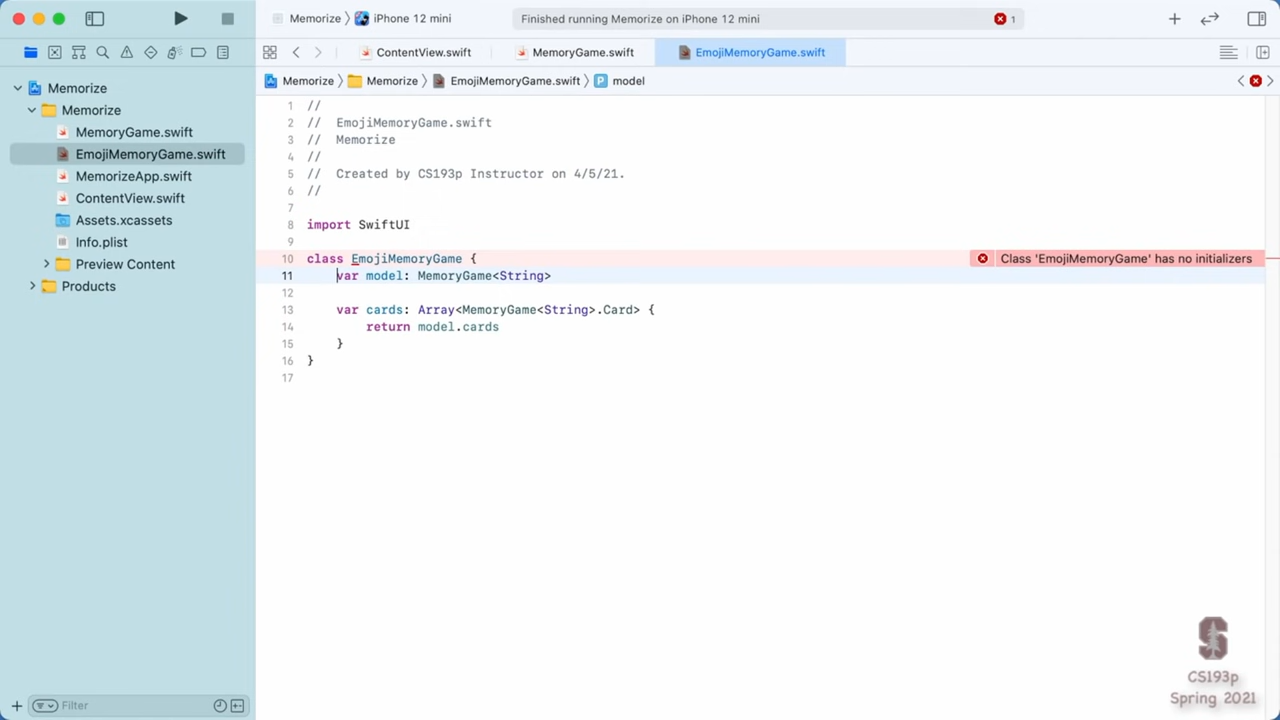 Memorize 〉 iPhone 12 mini
Finished running Memorize on iPhone 12 mini
1
ContentView.swift
MemoryGame.swift
EmojiMemoryGame.swift
Memorize 〉 Memorize 〉 EmojiMemoryGame.swift 〉 P model
Memorize
Memorize
MemoryGame.swift
EmojiMemoryGame.swift
MemorizeApp.swift
ContentView.swift
Assets.xcassets
Info.plist
Preview Content
Products
Filter
1 //
2 //  EmojiMemoryGame.swift
3 //  Memorize
4 //
5 //  Created by CS193p Instructor on 4/5/21.
6 //
7
8 import SwiftUI
9
10 class EmojiMemoryGame {
Class 'EmojiMemoryGame' has no initializers
11     var model: MemoryGame<String>
12
13     var cards: Array<MemoryGame<String>.Card> {
14         return model.cards
15     }
16 }
17
S
CS193p
Spring 2021